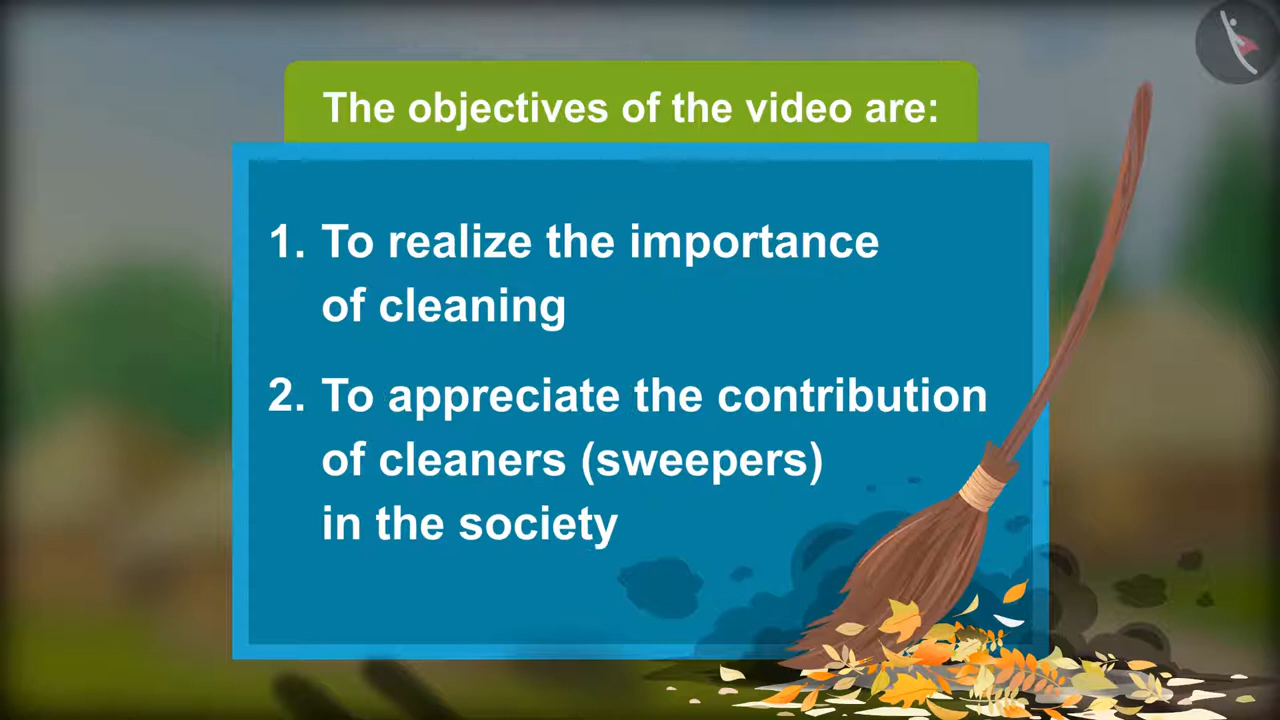 The objectives of the video are:
1. To realize the importance
of cleaning
2. To appreciate the contribution
of cleaners (sweepers)
in the society